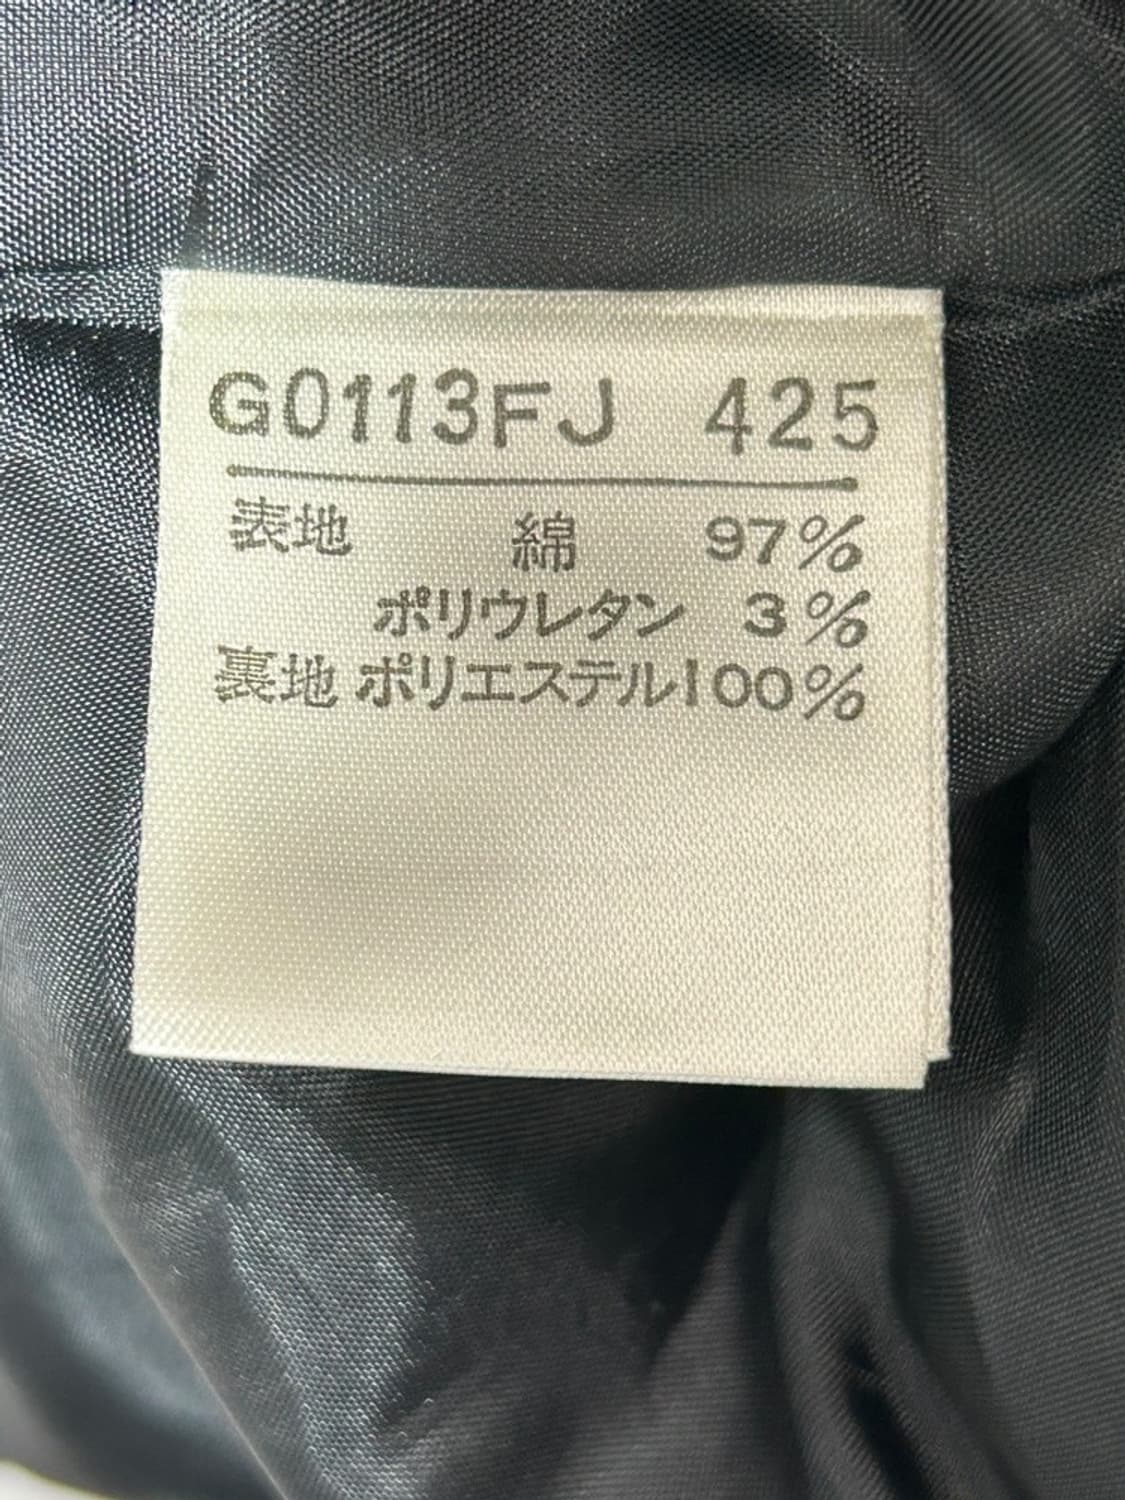 G0113FJ 425
表地 綿 97%
ポリウレタン 3%
裏地 ポリエステル100%